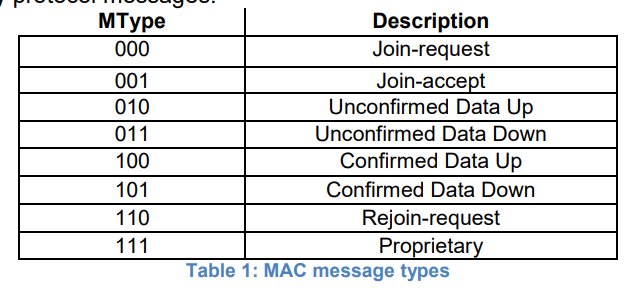 protocol messages.
MType Description
000 Join-request
001 Join-accept
010 Unconfirmed Data Up
011 Unconfirmed Data Down
100 Confirmed Data Up
101 Confirmed Data Down
110 Rejoin-request
111 Proprietary
Table 1: MAC message types